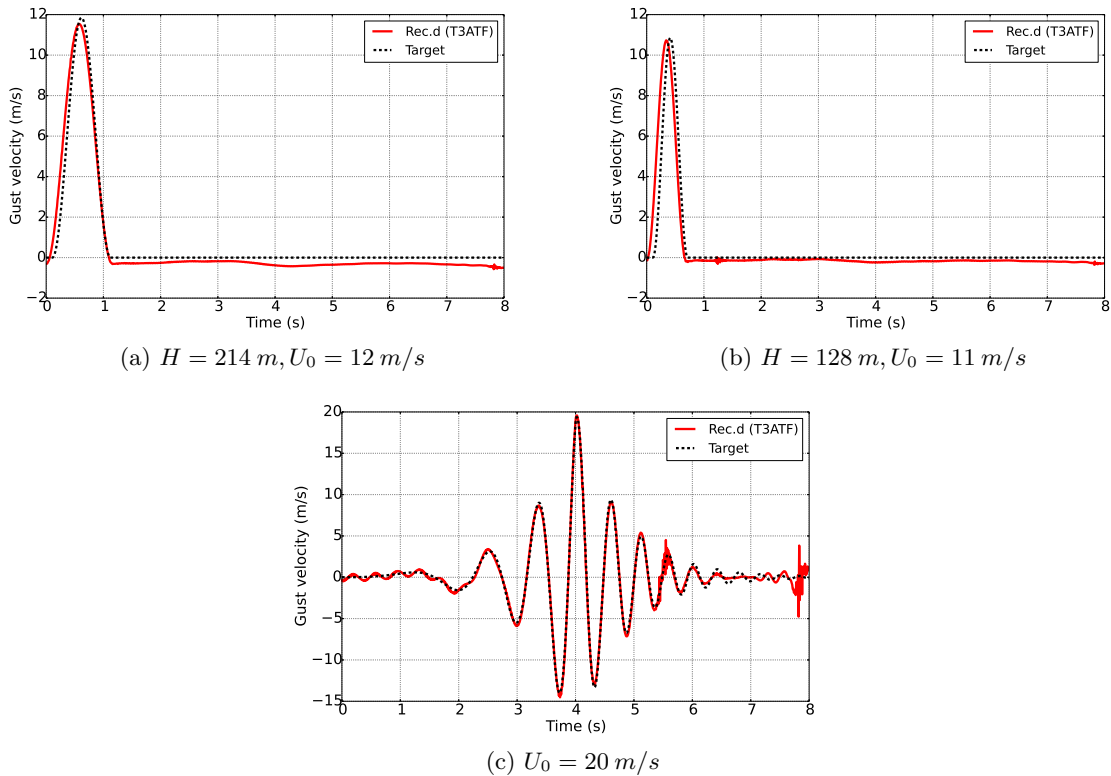 12
10
8
6
4
2
0
−2
Gust velocity (m/s)
Rec.d (T3ATF)
Target
0 1 2 3 4 5 6 7 8
Time (s)
(a) H = 214 m, U0 = 12 m/s
12
10
8
6
4
2
0
−2
Gust velocity (m/s)
Rec.d (T3ATF)
Target
0 1 2 3 4 5 6 7 8
Time (s)
(b) H = 128 m, U0 = 11 m/s
20
15
10
5
0
−5
−10
−15
Gust velocity (m/s)
Rec.d (T3ATF)
Target
0 1 2 3 4 5 6 7 8
Time (s)
(c) U0 = 20 m/s